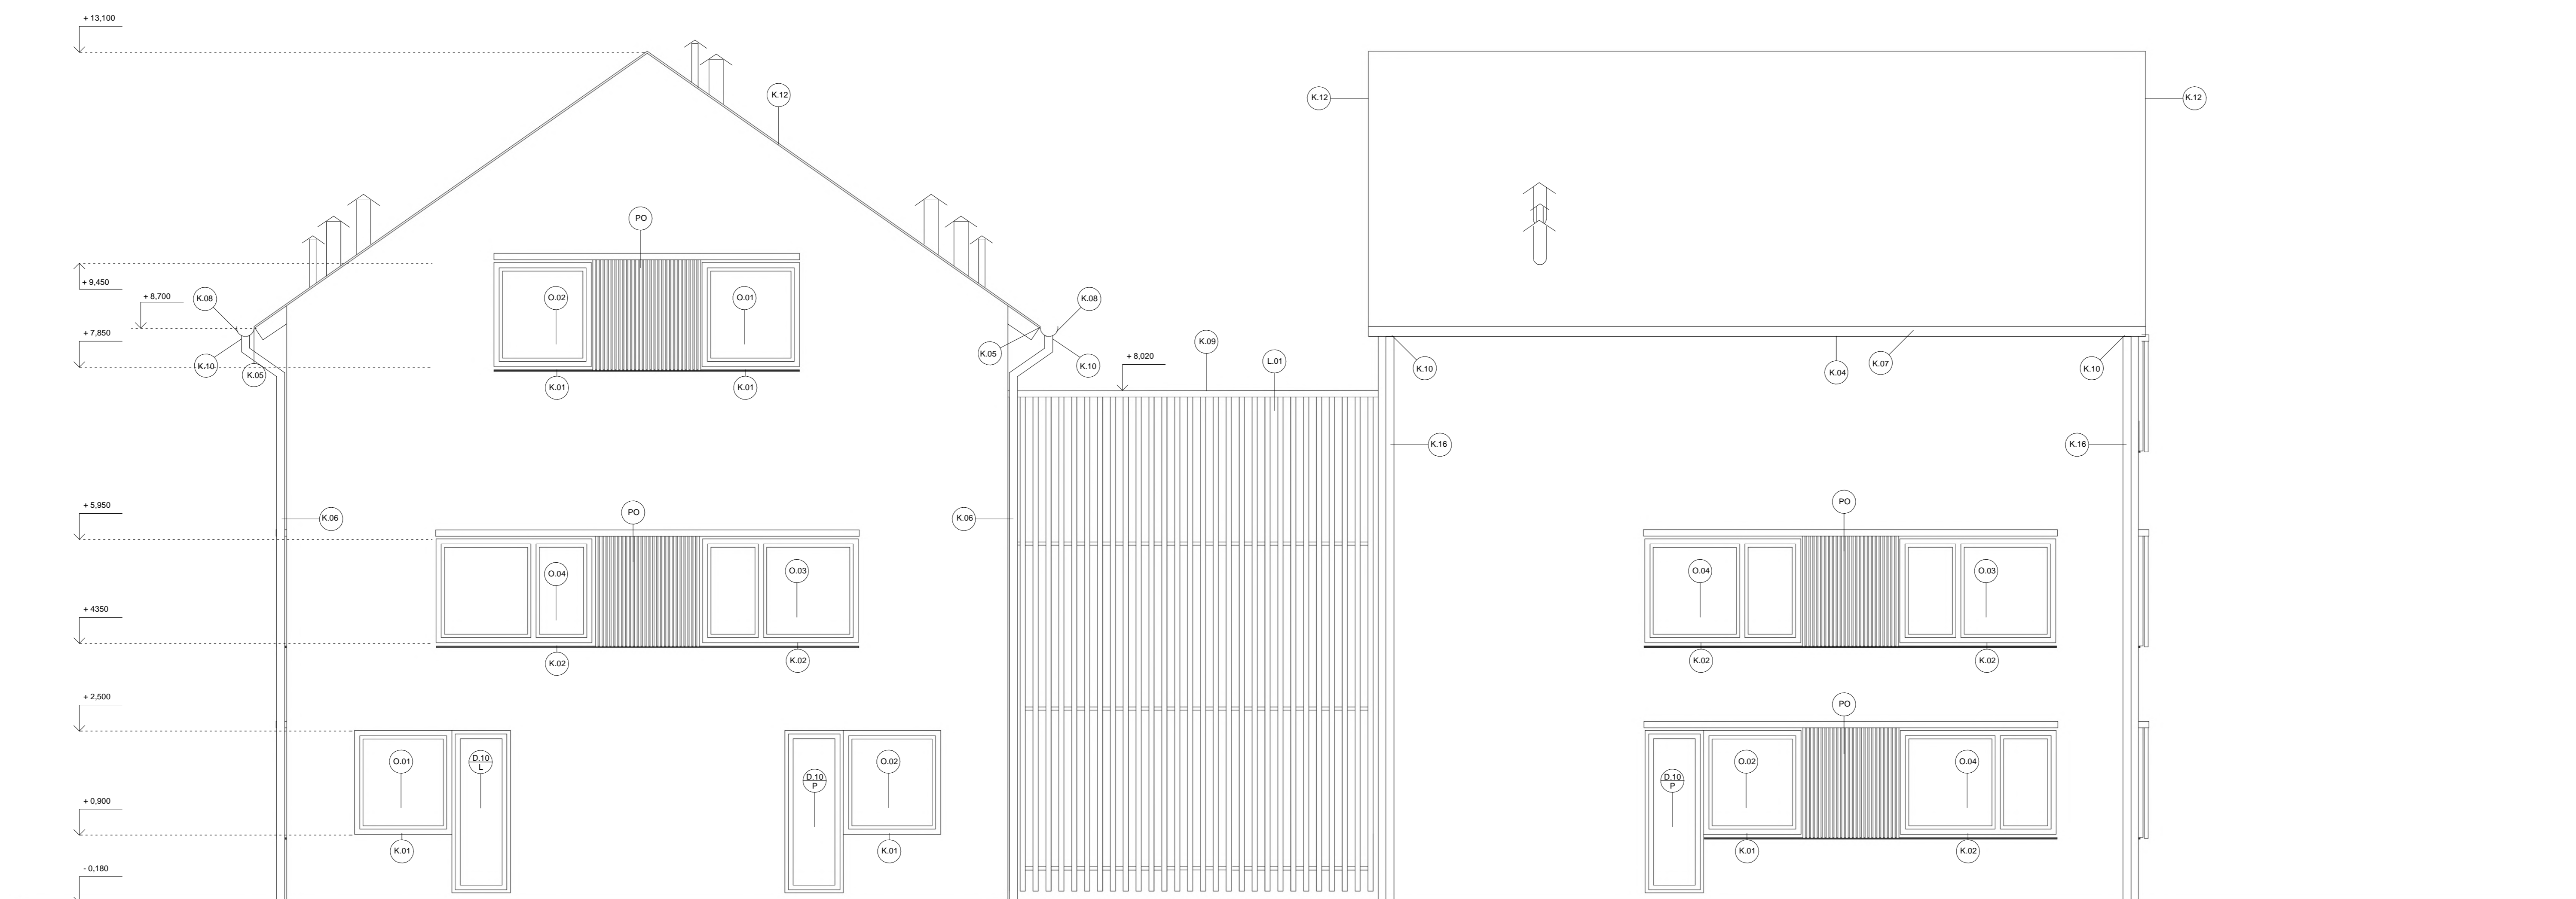 + 13,100
K.12
K.12
K.12
PO
+ 9,450
+ 8,700
K.08
O.02
O.01
K.08
+ 7,850
K.10
K.05
K.05
K.10
K.01
K.01
+ 8,020
K.09
L.01
K.10
K.04
K.07
K.10
K.16
K.16
+ 5,950
K.06
PO
K.06
PO
O.04
O.03
O.04
O.03
+ 4350
K.02
K.02
K.02
K.02
+ 2,500
PO
O.01
D.10
L
D.10
P
O.02
D.10
P
O.02
O.04
+ 0,900
K.01
K.01
K.01
K.02
- 0,180